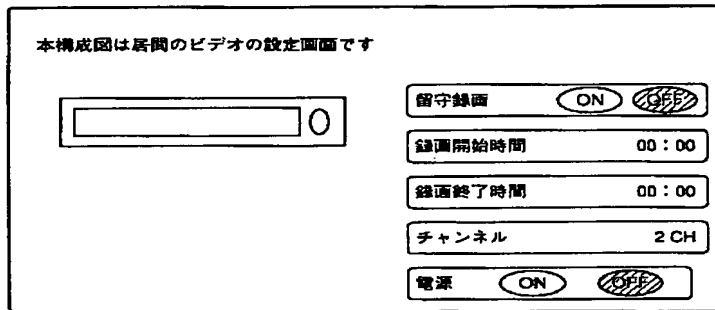 本構成図は居間のビデオの設定画面です
留守録画 ON OFF
録画開始時間 00：00
録画終了時間 00：00
チャンネル 2 CH
電源 ON OFF